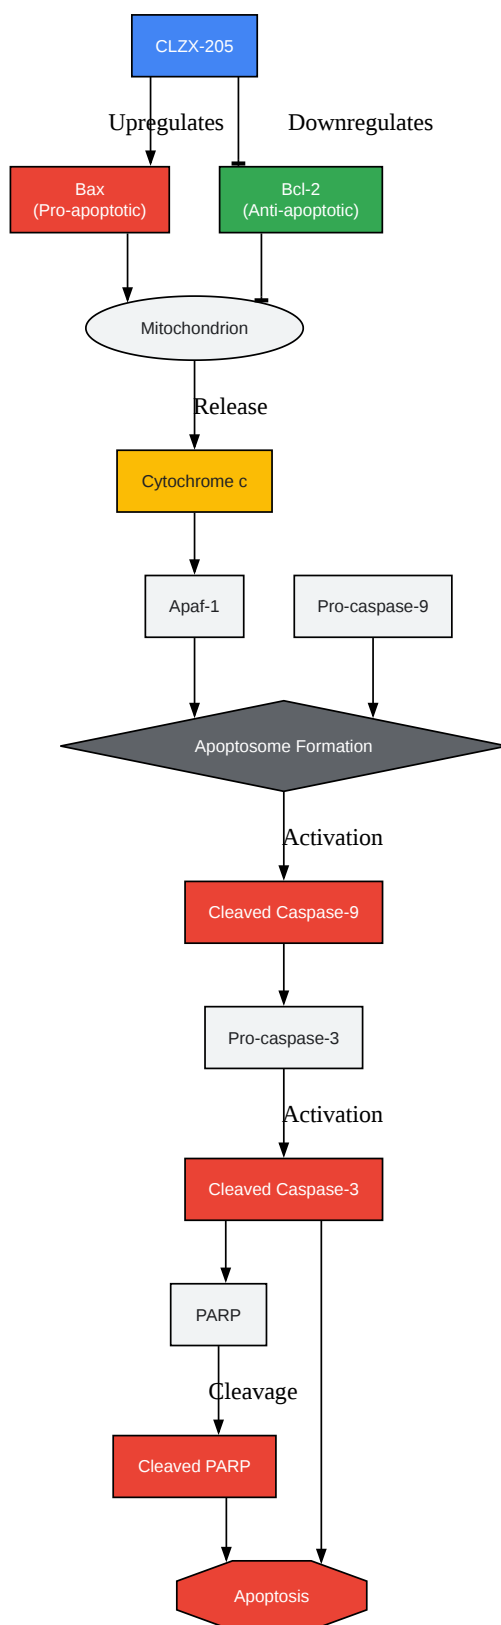 CLZX-205
Upregulates
Downregulates
Bax
(Pro-apoptotic)
Bcl-2
(Anti-apoptotic)
Mitochondrion
Release
Cytochrome c
Apaf-1
Pro-caspase-9
Apoptosome Formation
Activation
Cleaved Caspase-9
Pro-caspase-3
Activation
Cleaved Caspase-3
PARP
Cleavage
Cleaved PARP
Apoptosis